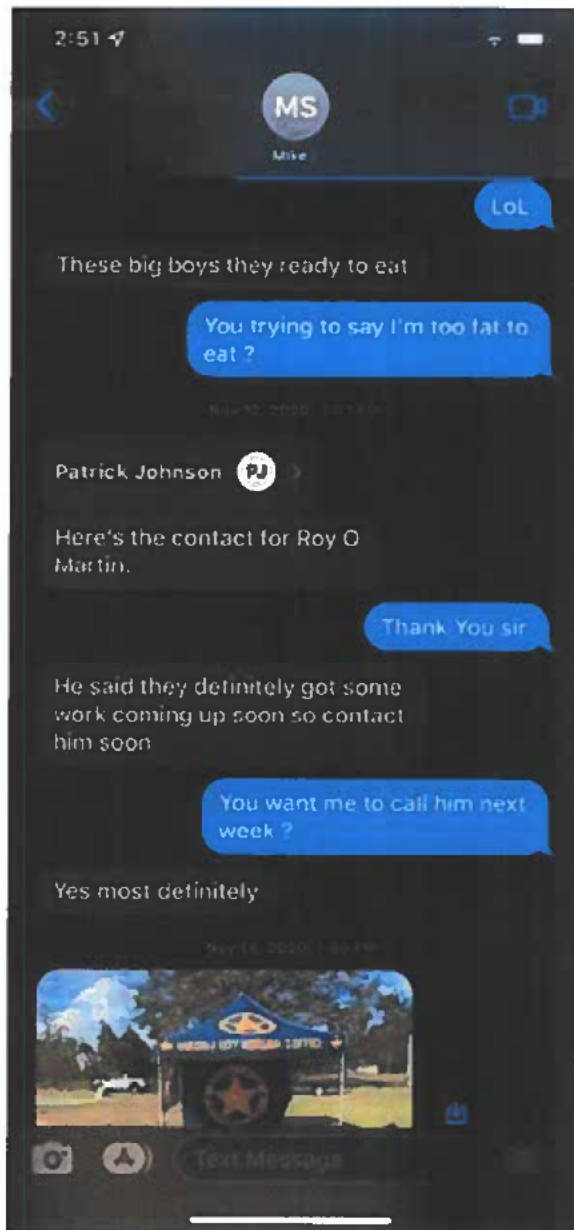 2:51
MS
Mike
LoL
These big boys they ready to eat
You trying to say I'm too fat to
eat ?
Patrick Johnson PJ
Here's the contact for Roy O
Martin.
Thank You sir
He said they definitely got some
work coming up soon so contact
him soon
You want me to call him next
week ?
Yes most definitely
Text Message